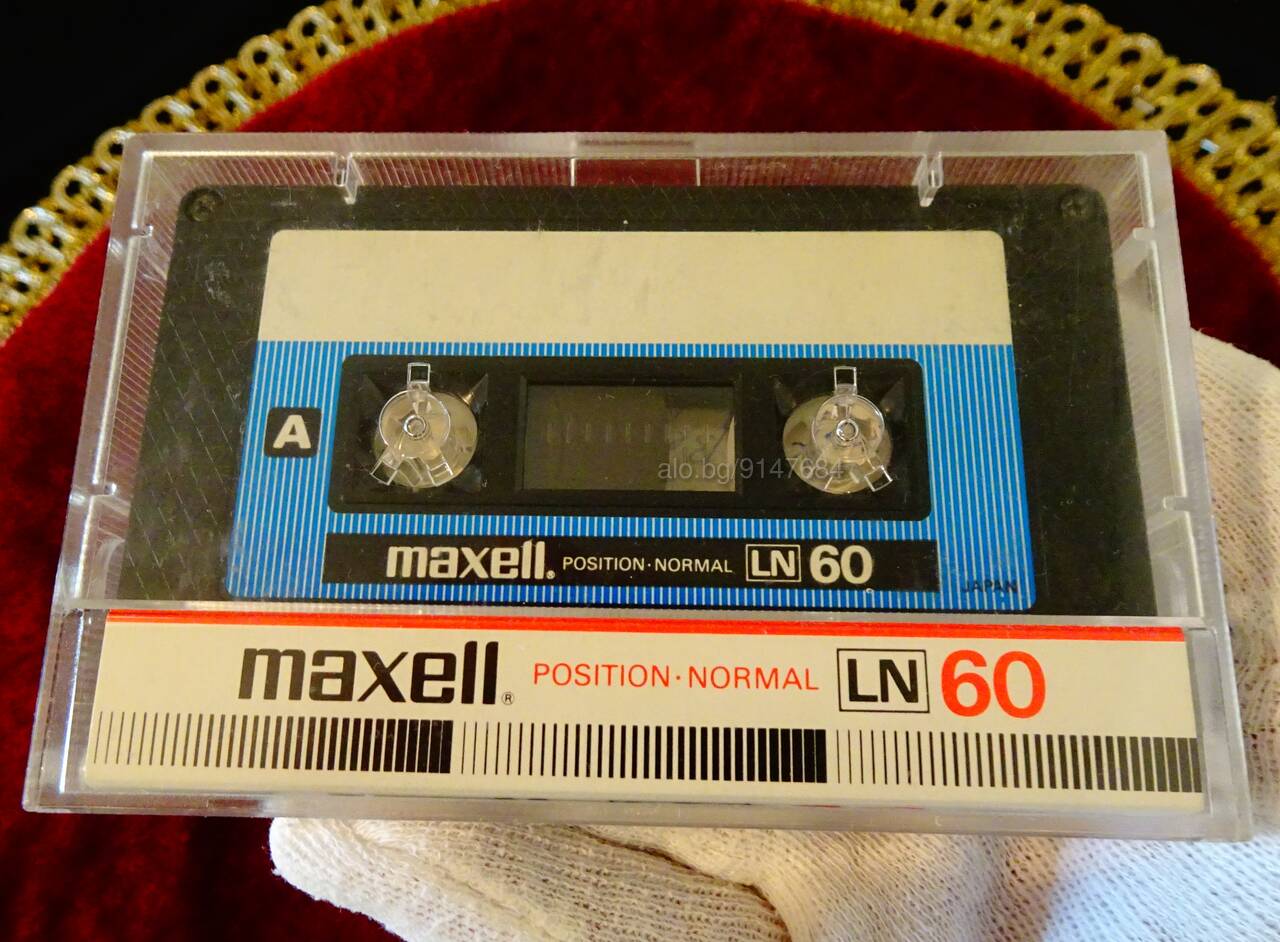 A
alo.bg/9147684
maxell® POSITION·NORMAL LN 60
JAPAN
maxell® POSITION·NORMAL LN 60